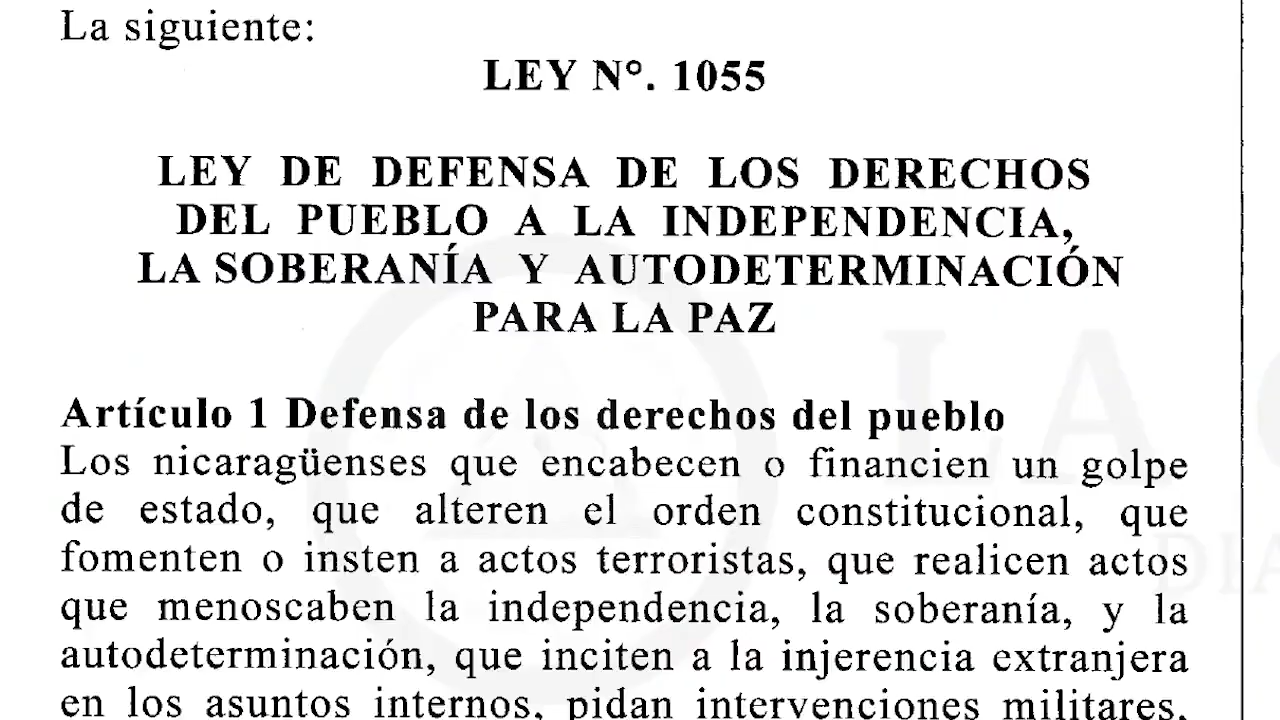 La siguiente:
LEY N°. 1055
LEY DE DEFENSA DE LOS DERECHOS
DEL PUEBLO A LA INDEPENDENCIA,
LA SOBERANÍA Y AUTODETERMINACIÓN
PARA LA PAZ
Artículo 1 Defensa de los derechos del pueblo
Los nicaragüenses que encabecen o financien un golpe
de estado, que alteren el orden constitucional, que
fomenten o insten a actos terroristas, que realicen actos
que menoscaben la independencia, la soberanía, y la
autodeterminación, que inciten a la injerencia extranjera
en los asuntos internos, pidan intervenciones militares,
LA